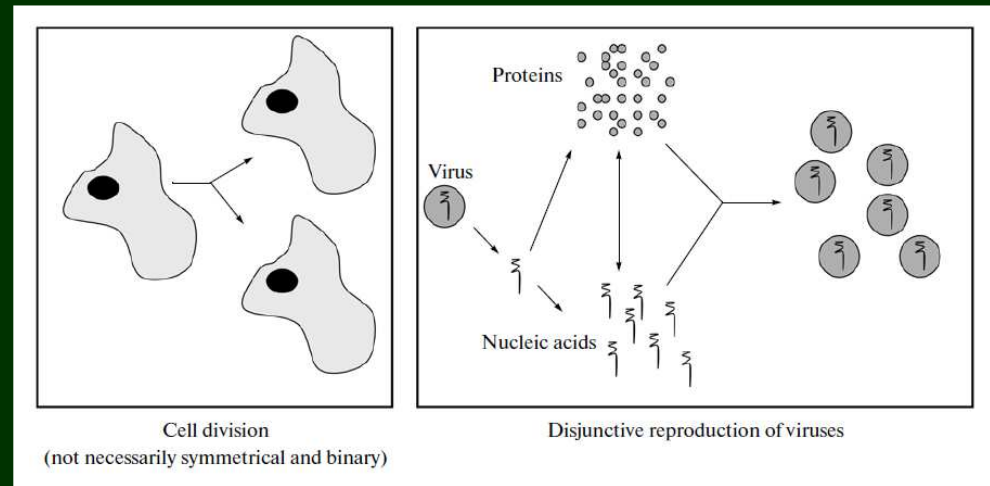 Proteins
Virus
Nucleic acids
Cell division
(not necessarily symmetrical and binary)
Disjunctive reproduction of viruses